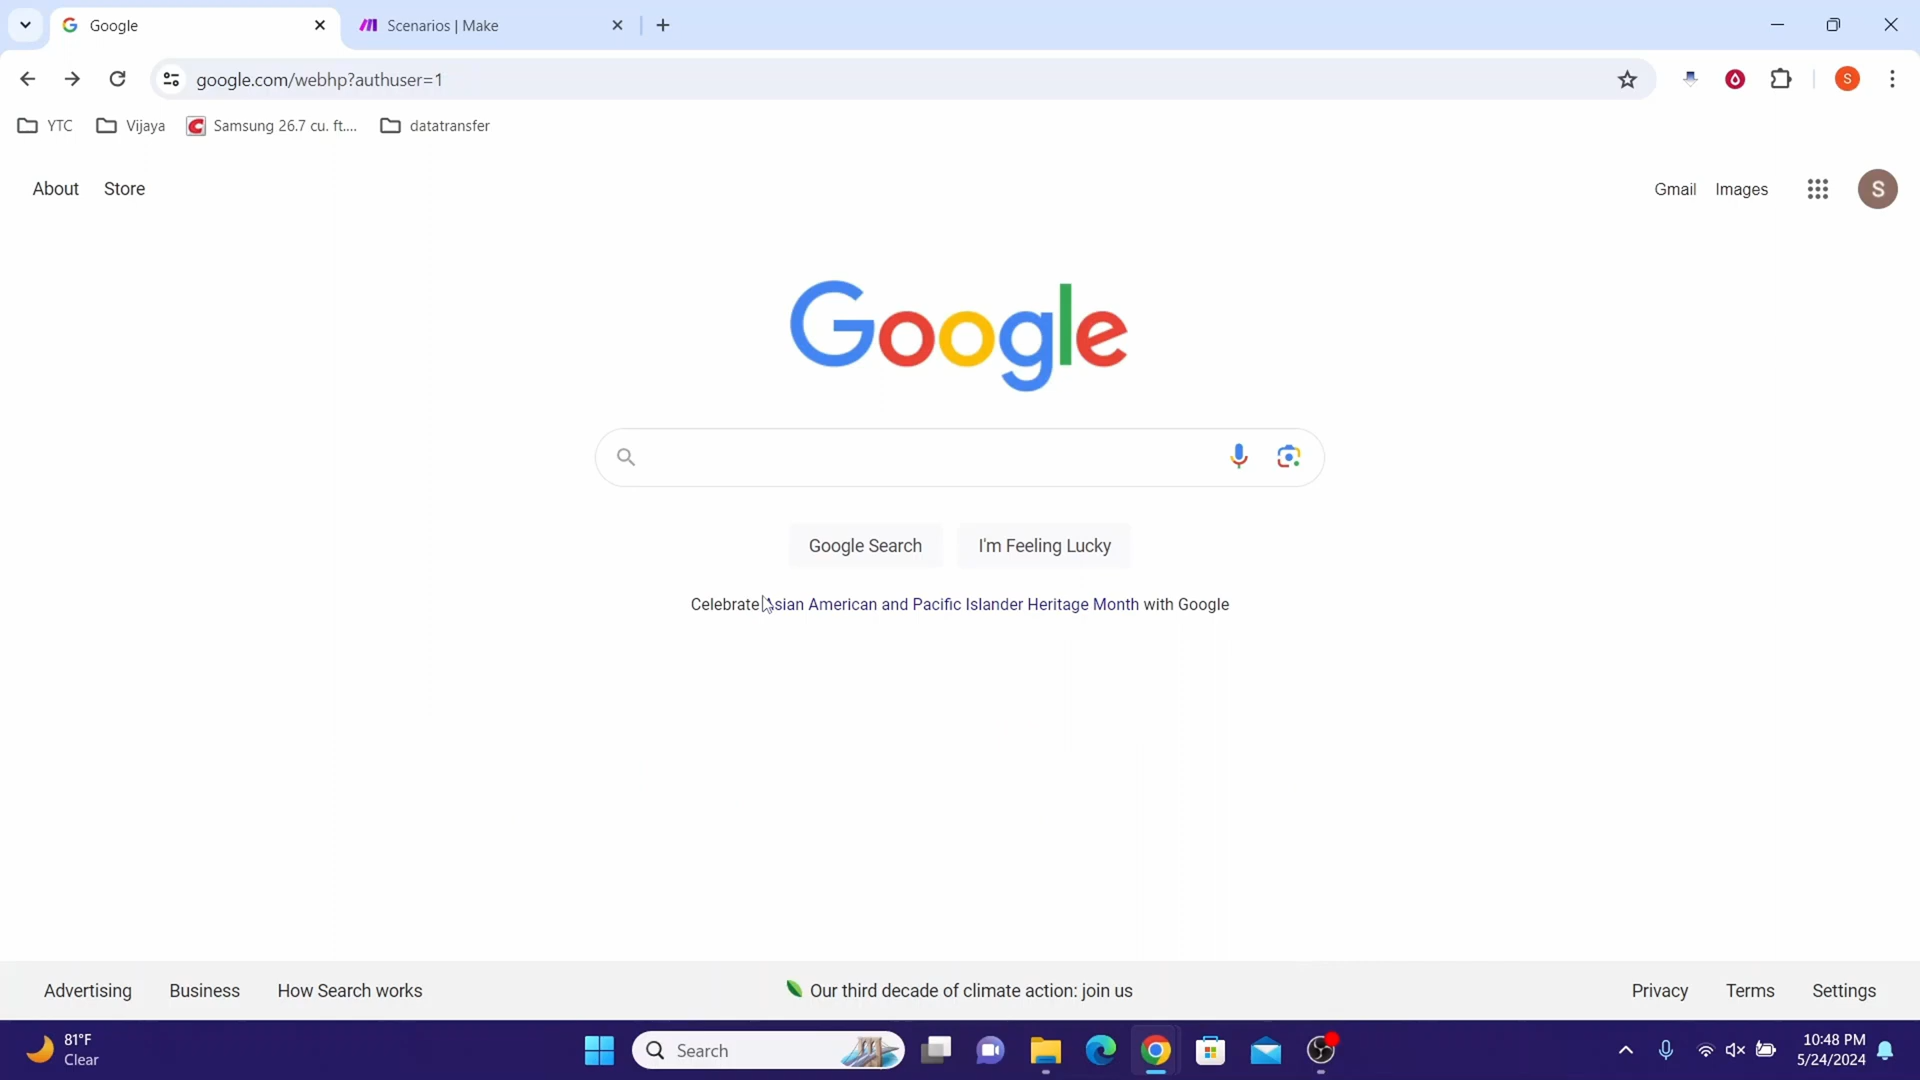 Google
Scenarios | Make
google.com/webhp?authuser=1
S
YTC
Vijaya
Samsung 26.7 cu. ft....
datatransfer
About
Store
Gmail
Images
S
Google
Google Search
I'm Feeling Lucky
Celebrate Asian American and Pacific Islander Heritage Month with Google
Advertising
Business
How Search works
Our third decade of climate action: join us
Privacy
Terms
Settings
81°F
Clear
Search
10:48 PM
5/24/2024